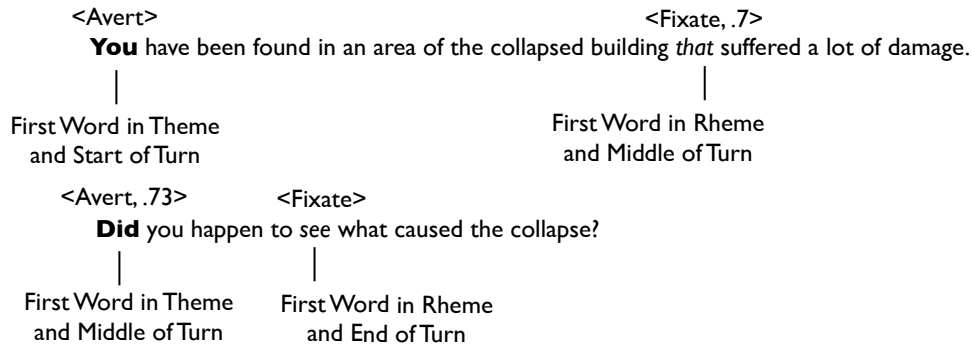 <Avert> <Fixate, .7>
You have been found in an area of the collapsed building that suffered a lot of damage.
First Word in Theme First Word in Rheme
and Start of Turn and Middle of Turn
<Avert, .73> <Fixate>
Did you happen to see what caused the collapse?
First Word in Theme First Word in Rheme
and Middle of Turn and End of Turn